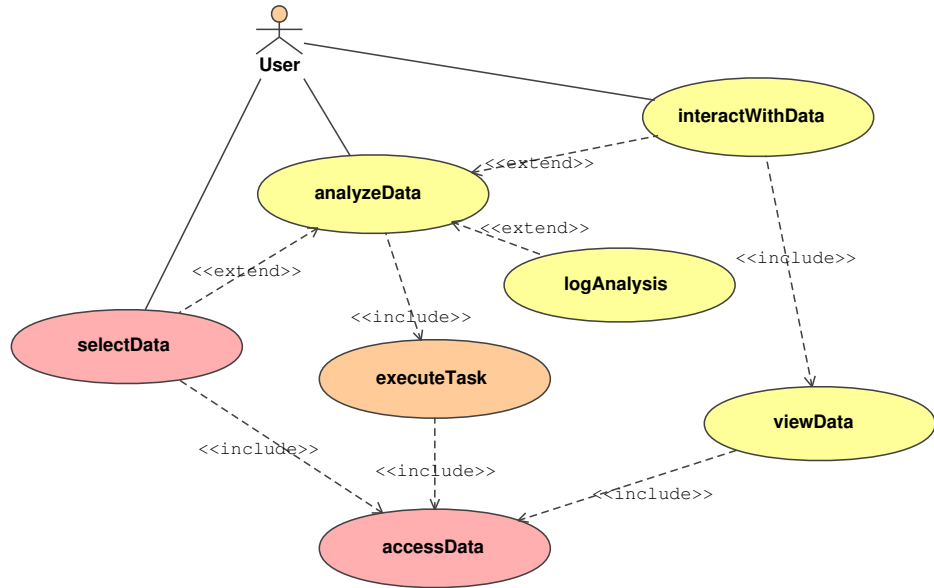 User
interactWithData
<<extend>>
analyzeData
<<extend>>
<<include>>
<<extend>>
logAnalysis
<<include>>
selectData
executeTask
viewData
<<include>>
<<include>>
<<include>>
accessData